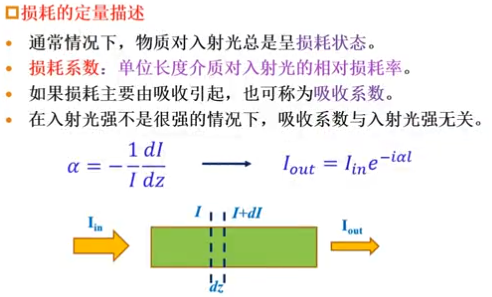 损耗的定量描述
• 通常情况下，物质对入射光总是呈损耗状态。
• 损耗系数：单位长度介质对入射光的相对损耗率。
• 如果损耗主要由吸收引起，也可称为吸收系数。
• 在入射光强不是很强的情况下，吸收系数与入射光强无关。
α = -\frac{1}{I}\frac{dI}{dz} → I_{out} = I_{in}e^{-iαl}
I_{in} I I+dI I_{out}
dz